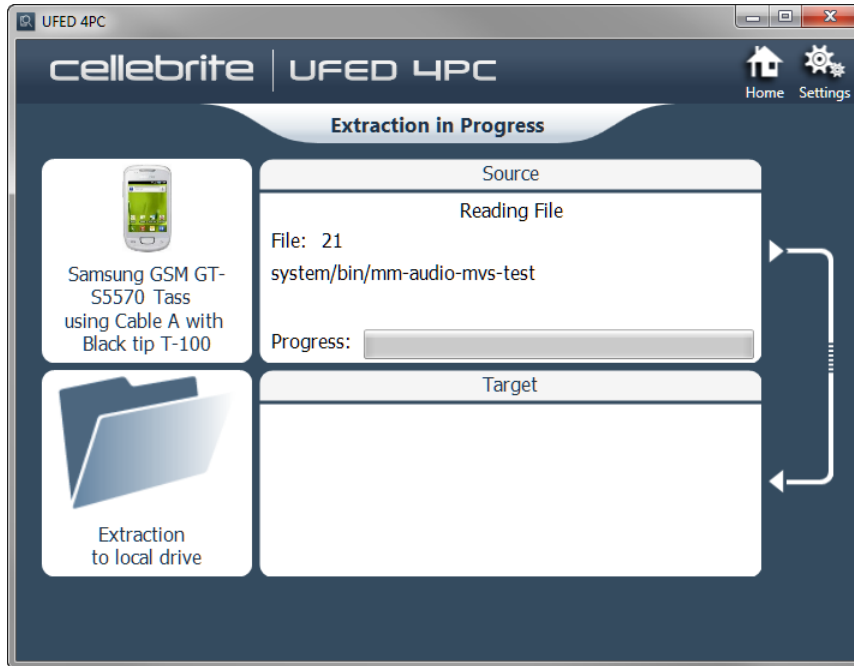 UFED 4PC
cellebrite UFED 4PC
Home Settings
Extraction in Progress
Samsung GSM GT-
S5570 Tass
using Cable A with
Black tip T-100
Source
Reading File
File: 21
system/bin/mm-audio-mvs-test
Progress:
Extraction
to local drive
Target